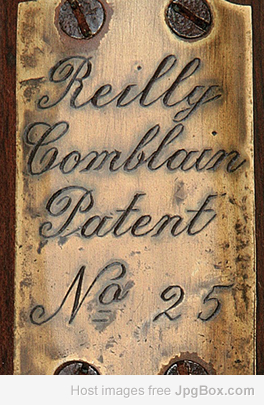 Reilly
Comblain
Patent
No 25
Host images free JpgBox.com